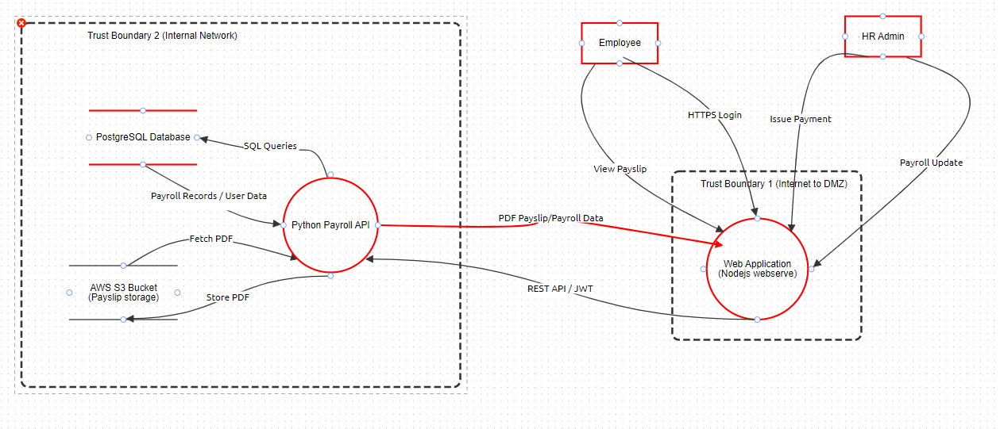 Trust Boundary 2 (Internal Network)
Employee
HR Admin
HTTPS Login
Issue Payment
PostgreSQL Database
SQL Queries
View Payslip
Payroll Update
Trust Boundary 1 (Internet to DMZ)
Payroll Records / User Data
PDF Payslip/Payroll Data
Python Payroll API
Fetch PDF
Web Application
(Nodejs webserve)
AWS S3 Bucket
(Payslip storage)
Store PDF
REST API / JWT